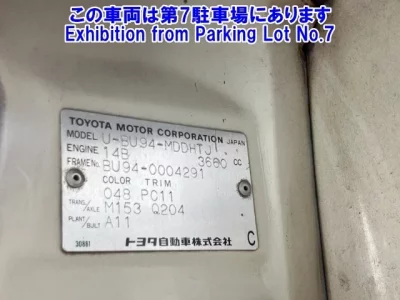 この車両は第7駐車場にあります
Exhibition from Parking Lot No.7
TOYOTA MOTOR CORPORATION JAPAN
MODEL U-BU94-MDDHTJ
ENGINE 14B 3660 CC
FRAME No. BU94-0004291
COLOR TRIM
048 PC11
TRANS./AXLE M153 Q204
PLANT/BUILT A11
30881 トヨタ自動車株式会社 C